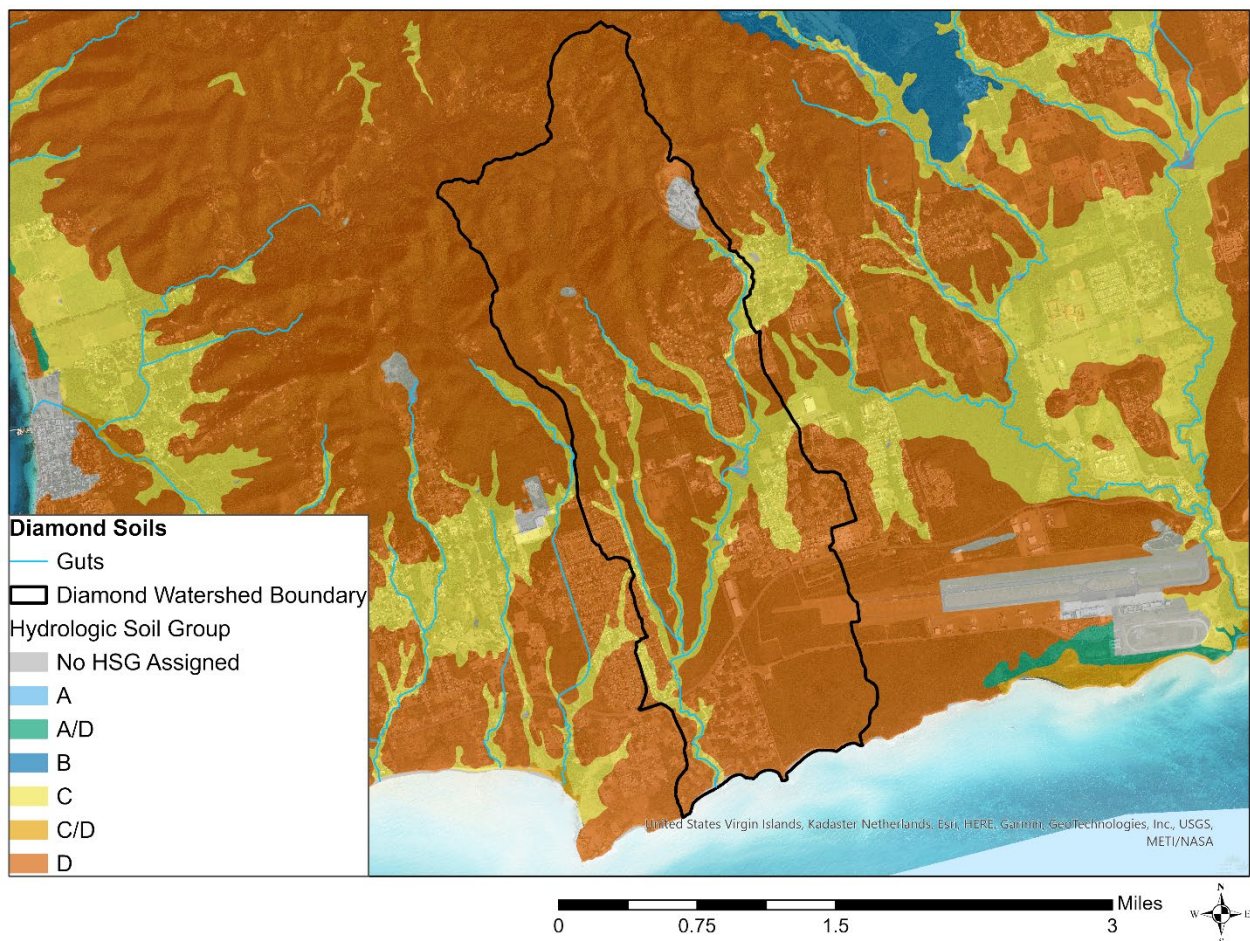 Diamond Soils
Guts
Diamond Watershed Boundary
Hydrologic Soil Group
No HSG Assigned
A
A/D
B
C
C/D
D
United States Virgin Islands, Kadaster Netherlands, Esri, HERE, Garmin, GeoTechnologies, Inc., USGS,
METI/NASA
Miles
0 0.75 1.5 3
N
W E
S